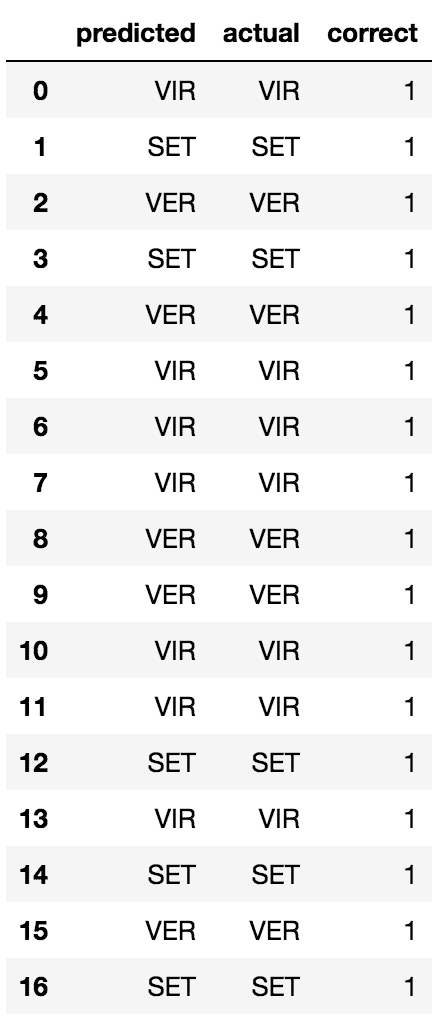 predicted actual correct
0 VIR VIR 1
1 SET SET 1
2 VER VER 1
3 SET SET 1
4 VER VER 1
5 VIR VIR 1
6 VIR VIR 1
7 VIR VIR 1
8 VER VER 1
9 VER VER 1
10 VIR VIR 1
11 VIR VIR 1
12 SET SET 1
13 VIR VIR 1
14 SET SET 1
15 VER VER 1
16 SET SET 1